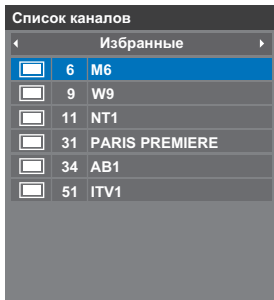 Список каналов
Избранные
6 M6
9 W9
11 NT1
31 PARIS PREMIERE
34 AB1
51 ITV1